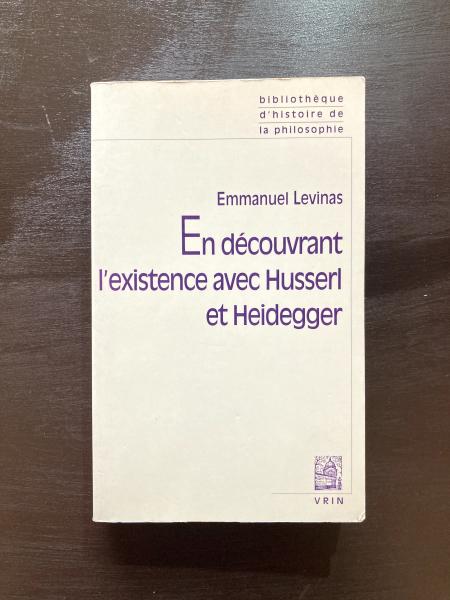 bibliothèque
d'histoire de
la philosophie
Emmanuel Levinas
En découvrant
l'existence avec Husserl
et Heidegger
VRIN